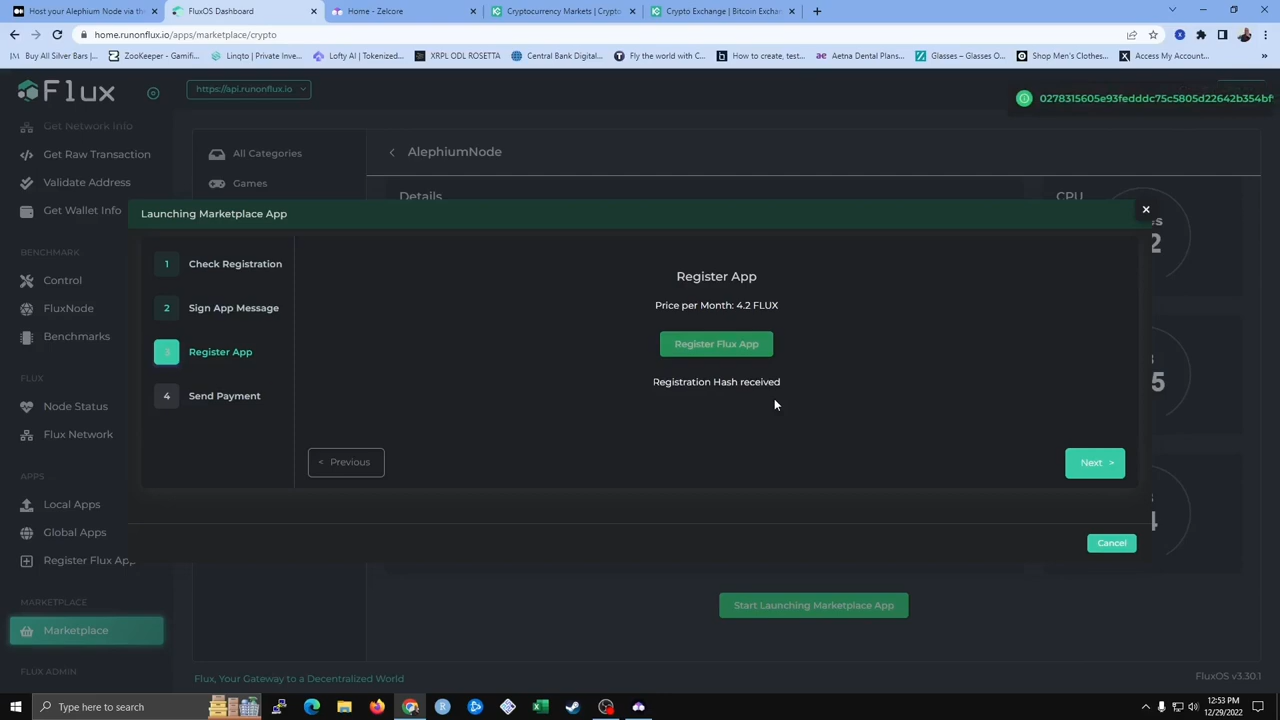 Host your Alephium Node via th
FluxOS Dashboard
Home - Zelcore
Cryptocurrency Markets | Crypto
Crypto Exchange | Bitcoin Exchan
home.runonflux.io/apps/marketplace/crypto
Buy All Silver Bars |...
ZooKeeper - Gamifi...
Linqto | Private Inve...
Lofty AI | Tokenized...
XRPL ODL ROSETTA
Central Bank Digital...
Fly the world with C...
How to create, test...
Aetna Dental Plans...
Glasses – Glasses O...
Shop Men's Clothes...
Access My Account...
Flux
https://api.runonflux.io
0278315605e93fedddc75c5805d22642b354bf
Get Network Info
Get Raw Transaction
Validate Address
Get Wallet Info
BENCHMARK
Control
FluxNode
Benchmarks
FLUX
Node Status
Flux Network
APPS
Local Apps
Global Apps
Register Flux App
MARKETPLACE
Marketplace
FLUX ADMIN
All Categories
Games
AlephiumNode
Details
CPU
2
5
4
Launching Marketplace App
1 Check Registration
2 Sign App Message
3 Register App
4 Send Payment
Register App
Price per Month: 4.2 FLUX
Register Flux App
Registration Hash received
< Previous
Next >
Cancel
Start Launching Marketplace App
Flux, Your Gateway to a Decentralized World
FluxOS v3.30.1
Type here to search
12:53 PM
12/29/2022